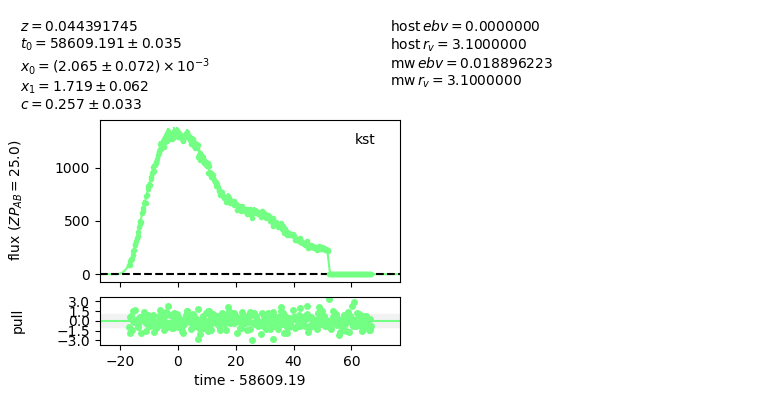 z = 0.044391745
t₀ = 58609.191 ± 0.035
x₀ = (2.065 ± 0.072) × 10⁻³
x₁ = 1.719 ± 0.062
c = 0.257 ± 0.033
host ebv = 0.0000000
host r_v = 3.1000000
mw ebv = 0.018896223
mw r_v = 3.1000000
flux (ZP_AB = 25.0)
1000
500
0
kst
pull
3.0
1.5
0.0
−1.5
−3.0
−20 0 20 40 60
time - 58609.19